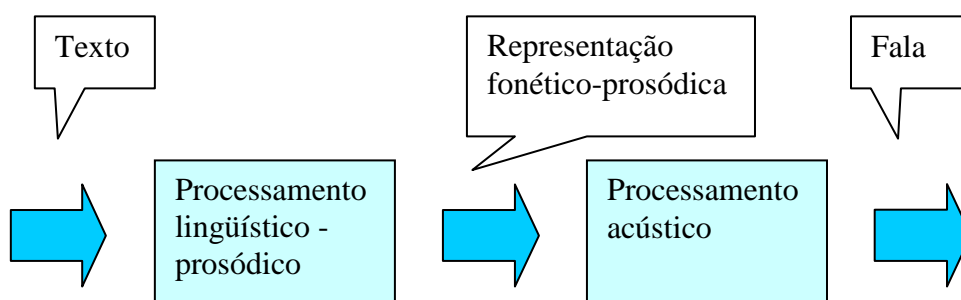 Texto
Representação
fonético-prosódica
Fala
Processamento
lingüístico -
prosódico
Processamento
acústico